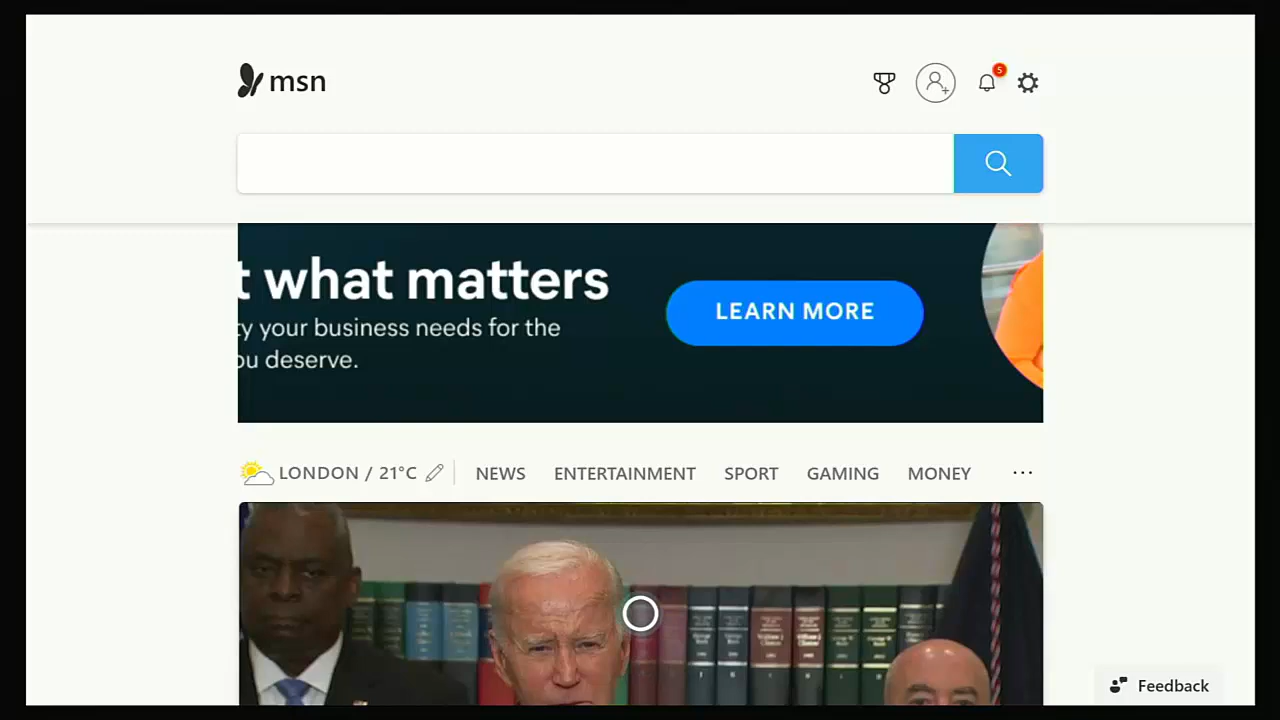 msn
5
t what matters
ty your business needs for the
ou deserve.
LEARN MORE
LONDON / 21°C
NEWS
ENTERTAINMENT
SPORT
GAMING
MONEY
...
Feedback